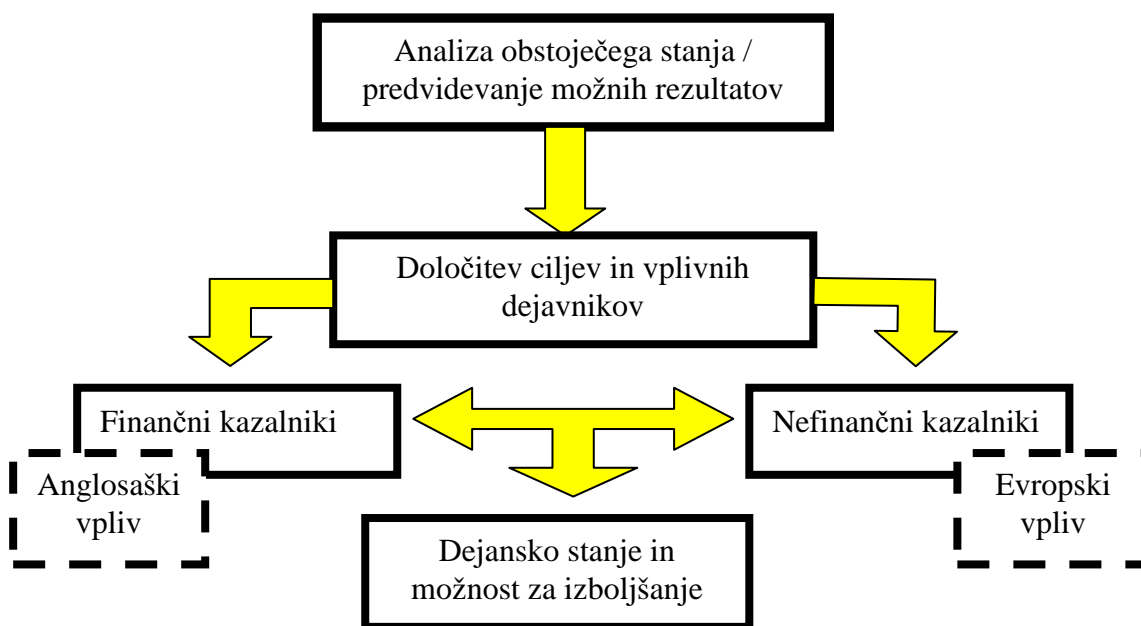 Analiza obstoječega stanja /
predvidevanje možnih rezultatov
Določitev ciljev in vplivnih
dejavnikov
Finančni kazalniki
Nefinančni kazalniki
Anglosaški
vpliv
Evropski
vpliv
Dejansko stanje in
možnost za izboljšanje